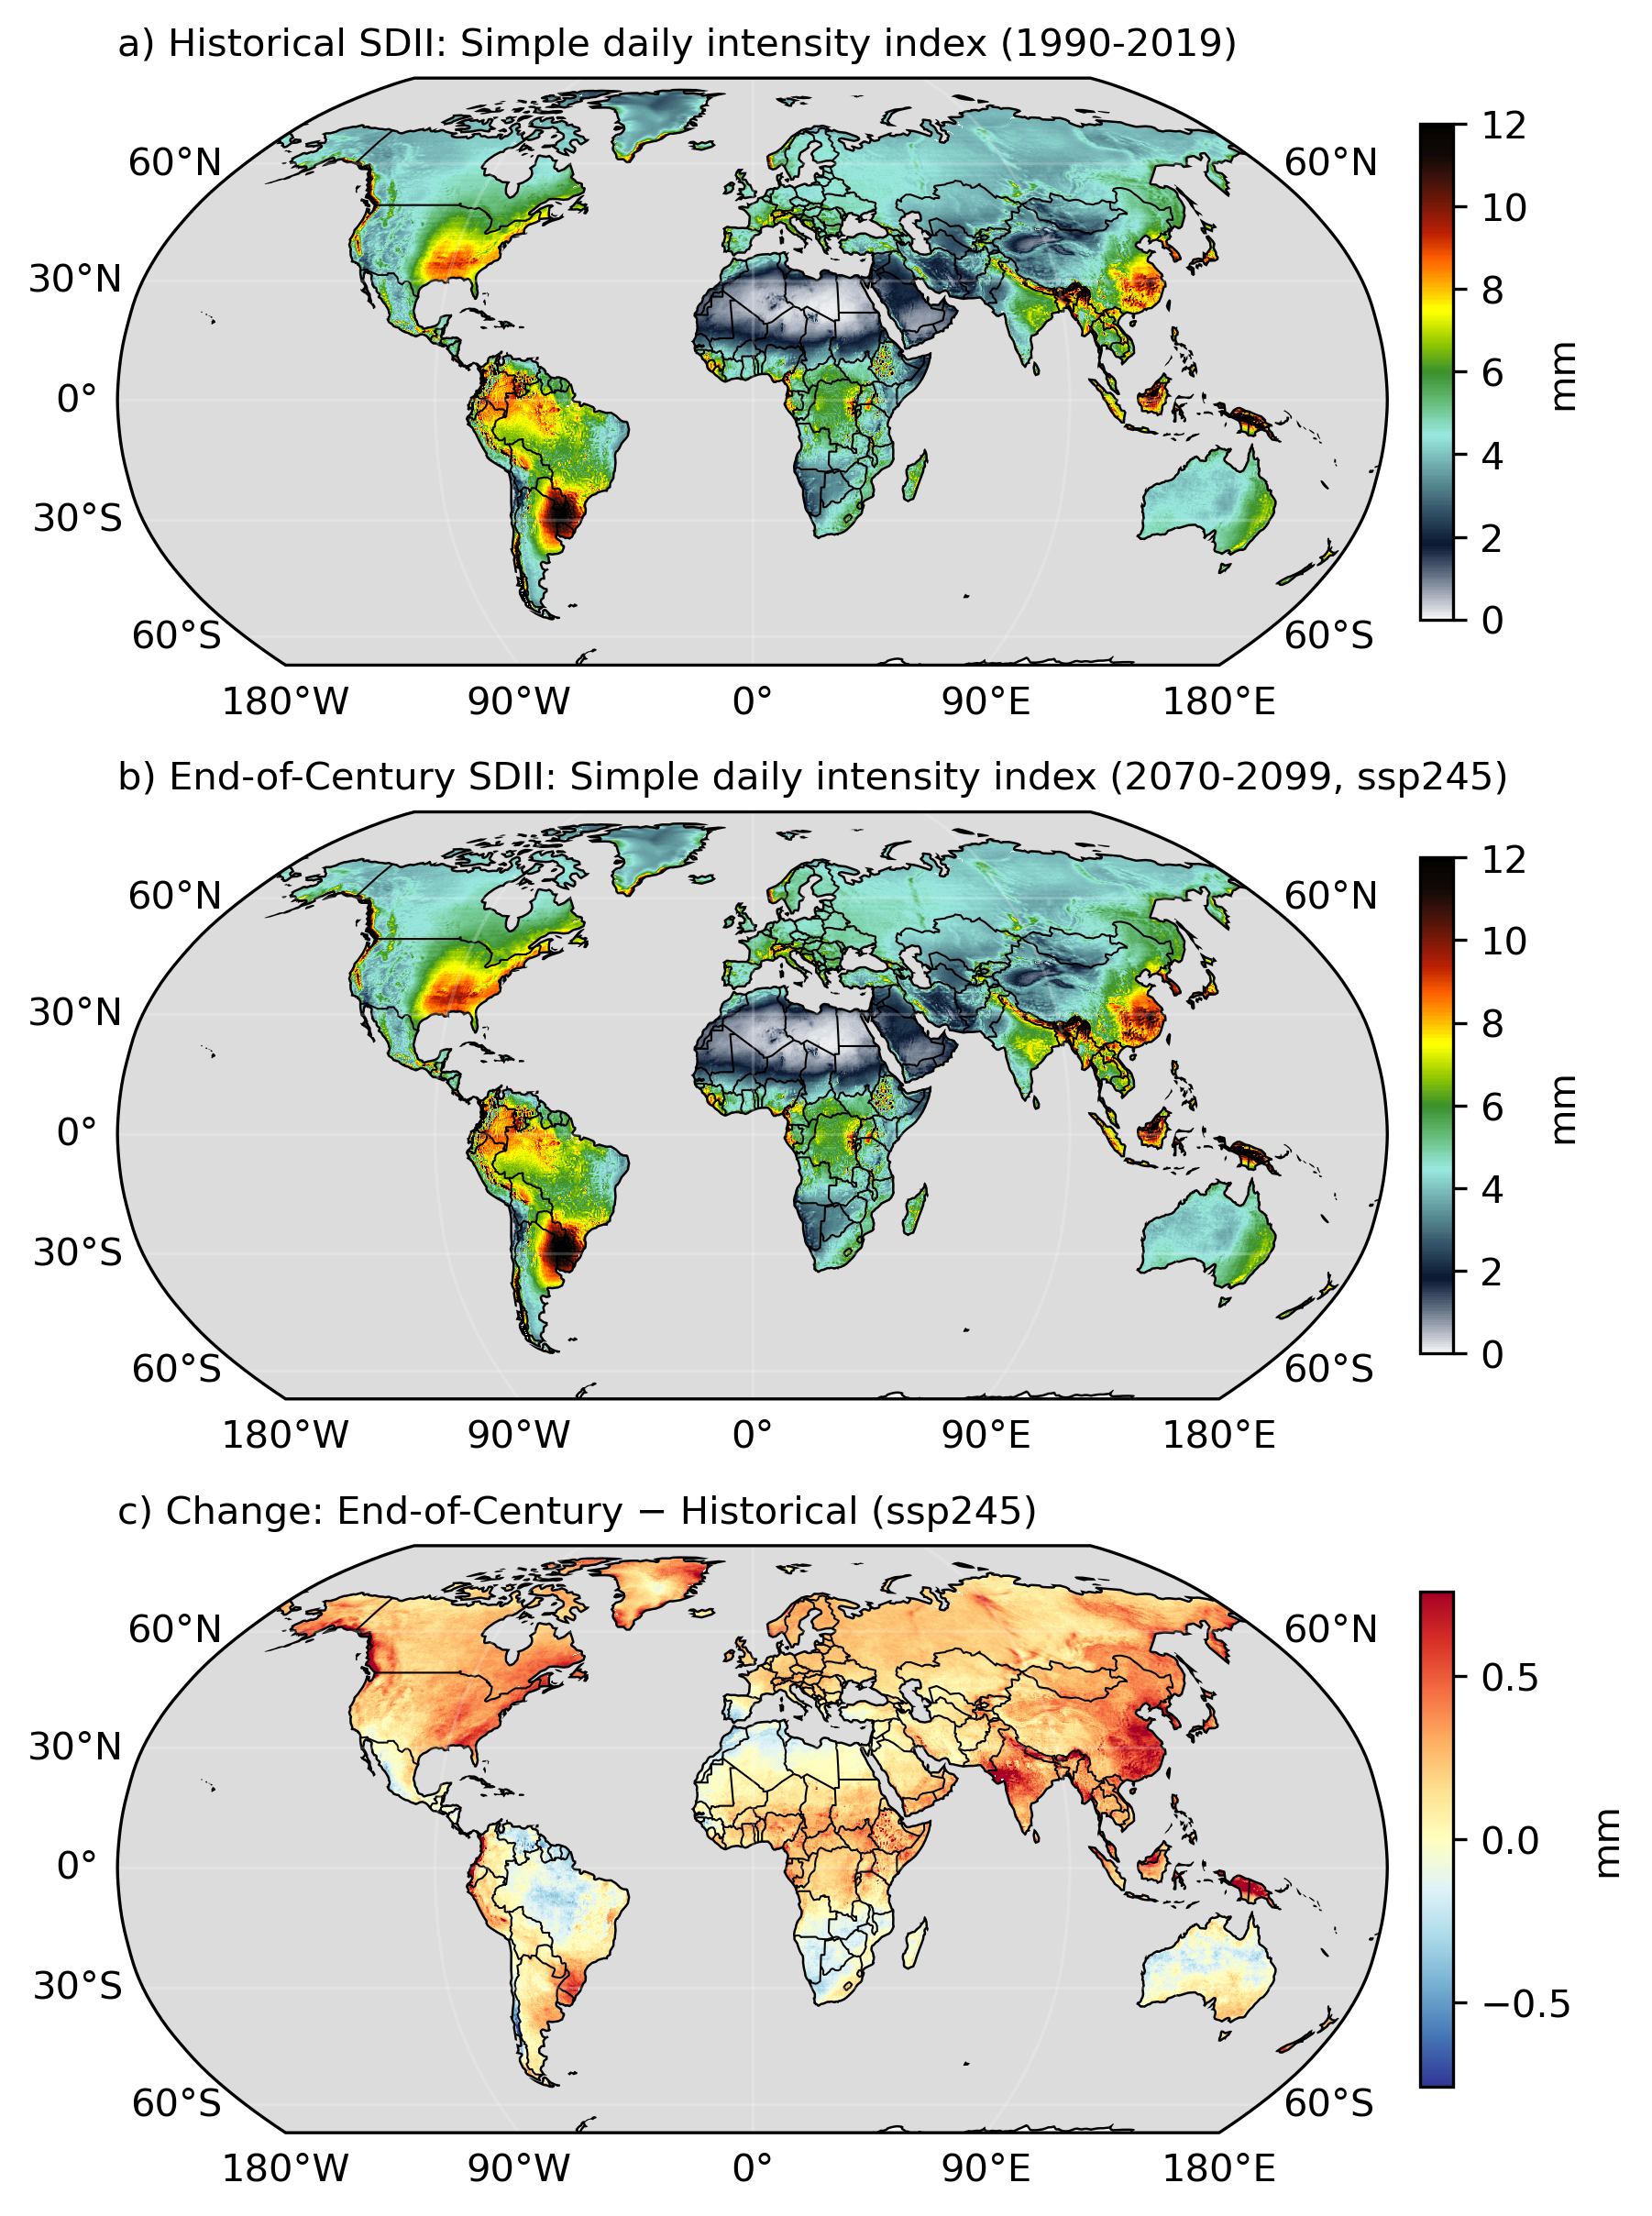 a) Historical SDII: Simple daily intensity index (1990-2019)
12
60°N 60°N
10
30°N
8
mm
0°
6
4
30°S
2
60°S 60°S
0
180°W 90°W 0° 90°E 180°E
b) End-of-Century SDII: Simple daily intensity index (2070-2099, ssp245)
12
60°N 60°N
10
30°N
8
mm
0°
6
4
30°S
2
60°S 60°S
0
180°W 90°W 0° 90°E 180°E
c) Change: End-of-Century − Historical (ssp245)
60°N 60°N
0.5
30°N
0.0
mm
0°
30°S
−0.5
60°S 60°S
180°W 90°W 0° 90°E 180°E